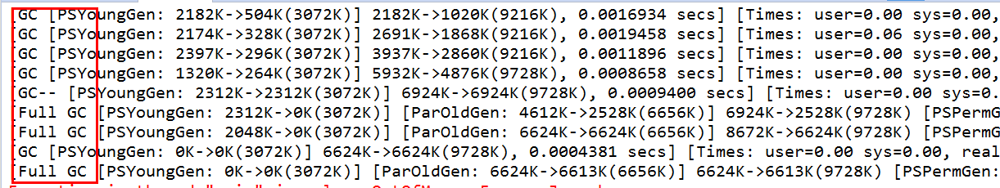 [GC [PSYoungGen: 2182K->504K(3072K)] 2182K->1020K(9216K), 0.0016934 secs] [Times: user=0.00 sys=0.00,
[GC [PSYoungGen: 2174K->328K(3072K)] 2691K->1868K(9216K), 0.0019458 secs] [Times: user=0.06 sys=0.00,
[GC [PSYoungGen: 2397K->296K(3072K)] 3937K->2860K(9216K), 0.0011896 secs] [Times: user=0.00 sys=0.00,
[GC [PSYoungGen: 1320K->264K(3072K)] 5932K->4876K(9728K), 0.0008658 secs] [Times: user=0.00 sys=0.00,
[GC-- [PSYoungGen: 2312K->2312K(3072K)] 6924K->6924K(9728K), 0.0009400 secs] [Times: user=0.00 sys=0.
[Full GC [PSYoungGen: 2312K->0K(3072K)] [ParOldGen: 4612K->2528K(6656K)] 6924K->2528K(9728K) [PSPermG
[Full GC [PSYoungGen: 2048K->0K(3072K)] [ParOldGen: 6624K->6624K(6656K)] 8672K->6624K(9728K) [PSPermG
[GC [PSYoungGen: 0K->0K(3072K)] 6624K->6624K(9728K), 0.0004381 secs] [Times: user=0.00 sys=0.00, real
[Full GC [PSYoungGen: 0K->0K(3072K)] [ParOldGen: 6624K->6613K(6656K)] 6624K->6613K(9728K) [PSPermGen: